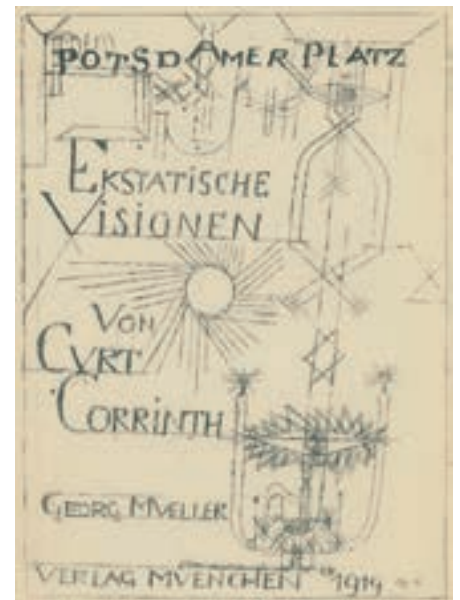 POTSDAMER PLATZ
EKSTATISCHE
VISIONEN
VON
CVRT
CORRINTH
GEORG MVELLER
VERLAG MVENCHEN 1919